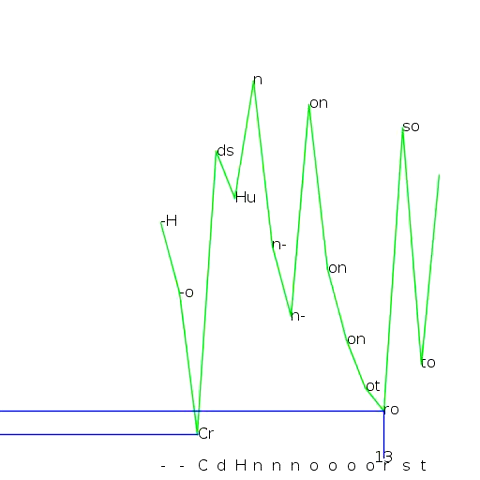 n
on
so
ds
Hu
-H
n-
on
-o
n-
on
to
ot
ro
Cr
13
- - C d H n n n o o o o r s t